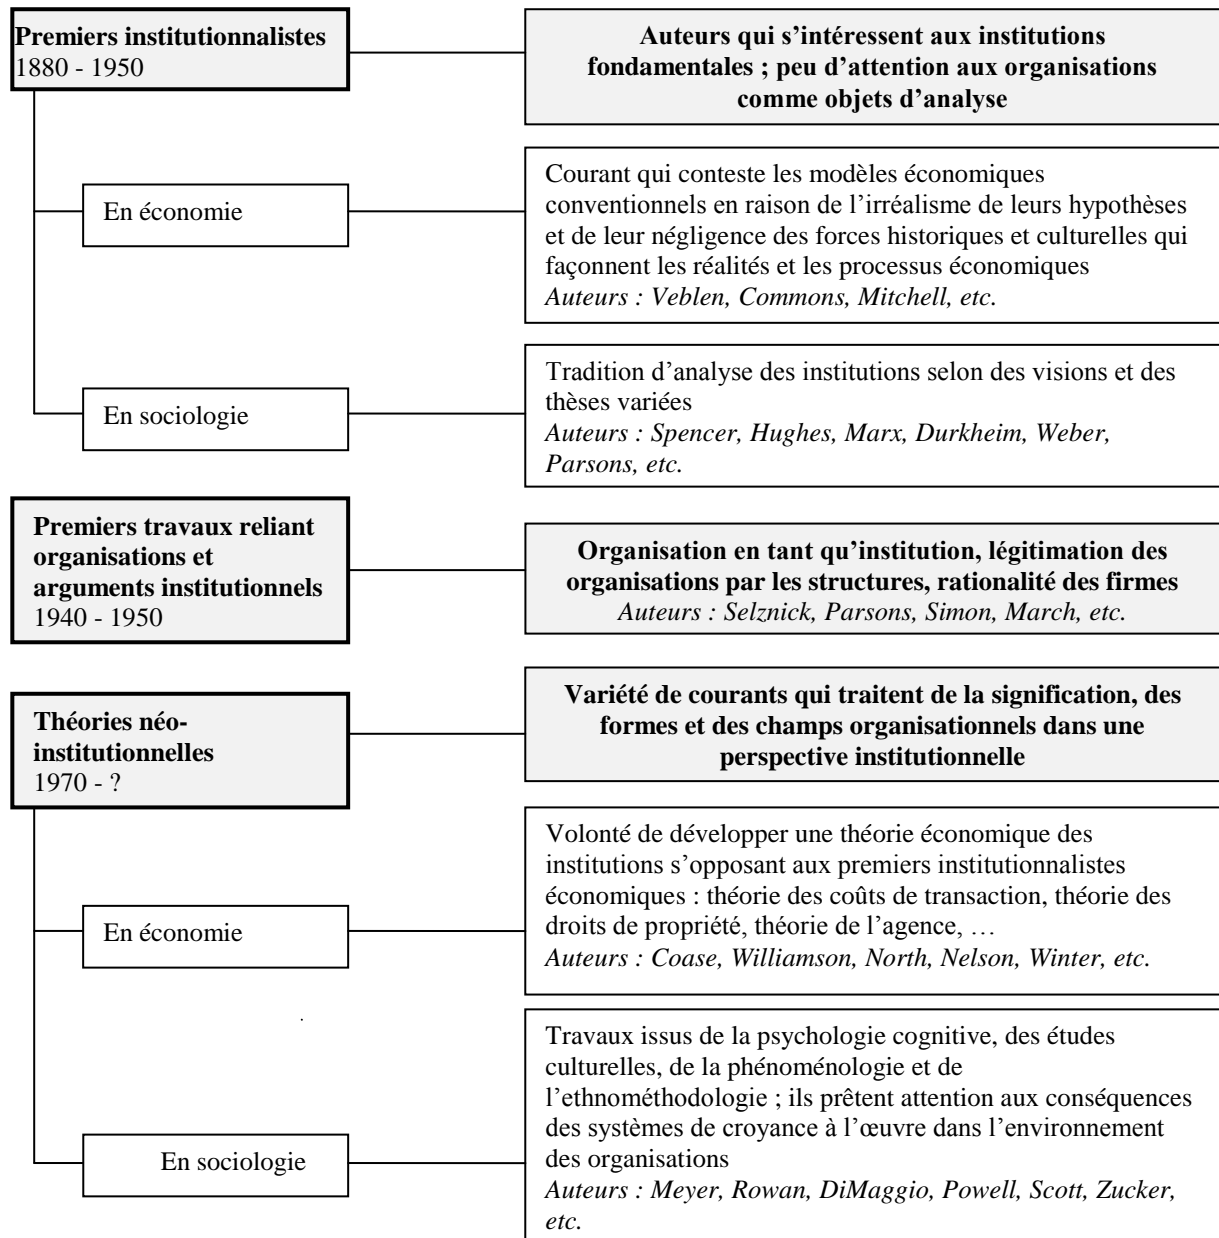 Premiers institutionnalistes
1880 - 1950
Auteurs qui s’intéressent aux institutions
fondamentales ; peu d’attention aux organisations
comme objets d’analyse
En économie
Courant qui conteste les modèles économiques
conventionnels en raison de l’irréalisme de leurs hypothèses
et de leur négligence des forces historiques et culturelles qui
façonnent les réalités et les processus économiques
Auteurs : Veblen, Commons, Mitchell, etc.
En sociologie
Tradition d’analyse des institutions selon des visions et des
thèses variées
Auteurs : Spencer, Hughes, Marx, Durkheim, Weber,
Parsons, etc.
Premiers travaux reliant
organisations et
arguments institutionnels
1940 - 1950
Organisation en tant qu’institution, légitimation des
organisations par les structures, rationalité des firmes
Auteurs : Selznick, Parsons, Simon, March, etc.
Théories néo-
institutionnelles
1970 - ?
Variété de courants qui traitent de la signification, des
formes et des champs organisationnels dans une
perspective institutionnelle
En économie
Volonté de développer une théorie économique des
institutions s’opposant aux premiers institutionnalistes
économiques : théorie des coûts de transaction, théorie des
droits de propriété, théorie de l’agence, …
Auteurs : Coase, Williamson, North, Nelson, Winter, etc.
En sociologie
Travaux issus de la psychologie cognitive, des études
culturelles, de la phénoménologie et de
l’ethnométhodologie ; ils prêtent attention aux conséquences
des systèmes de croyance à l’œuvre dans l’environnement
des organisations
Auteurs : Meyer, Rowan, DiMaggio, Powell, Scott, Zucker,
etc.